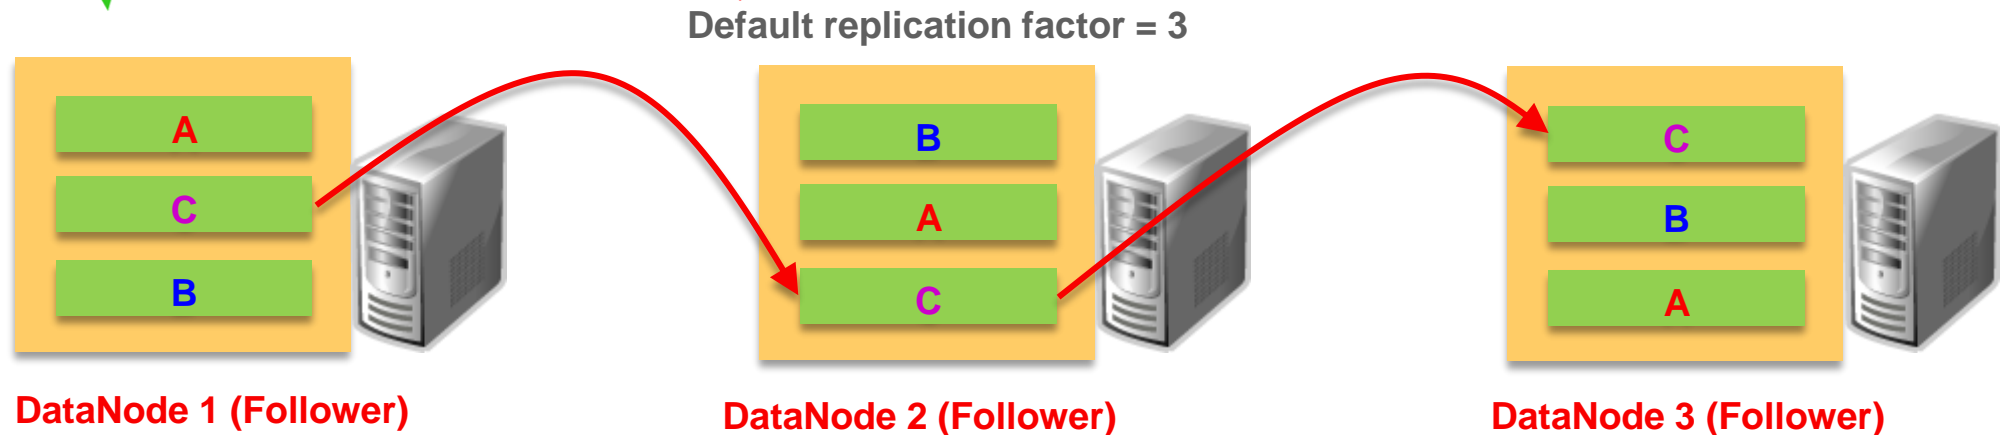 Default replication factor = 3
A
C
B
B
A
C
C
B
A
DataNode 1 (Follower)
DataNode 2 (Follower)
DataNode 3 (Follower)